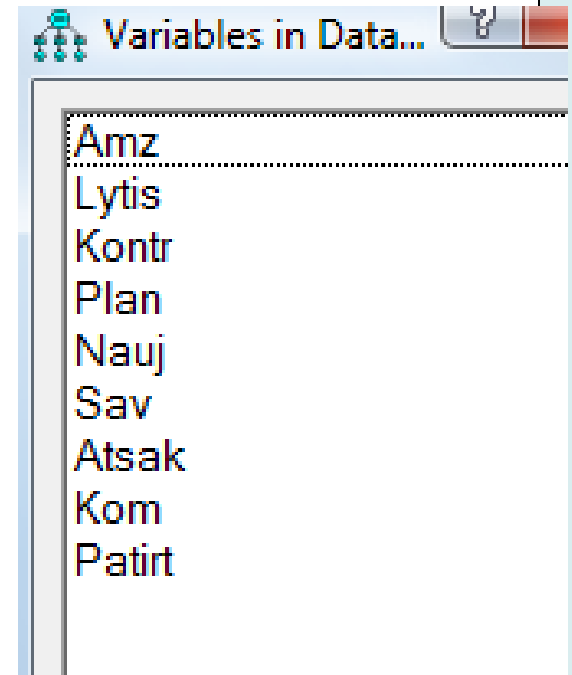 Variables in Data...
Amz
Lytis
Kontr
Plan
Nauj
Sav
Atsak
Kom
Patirt